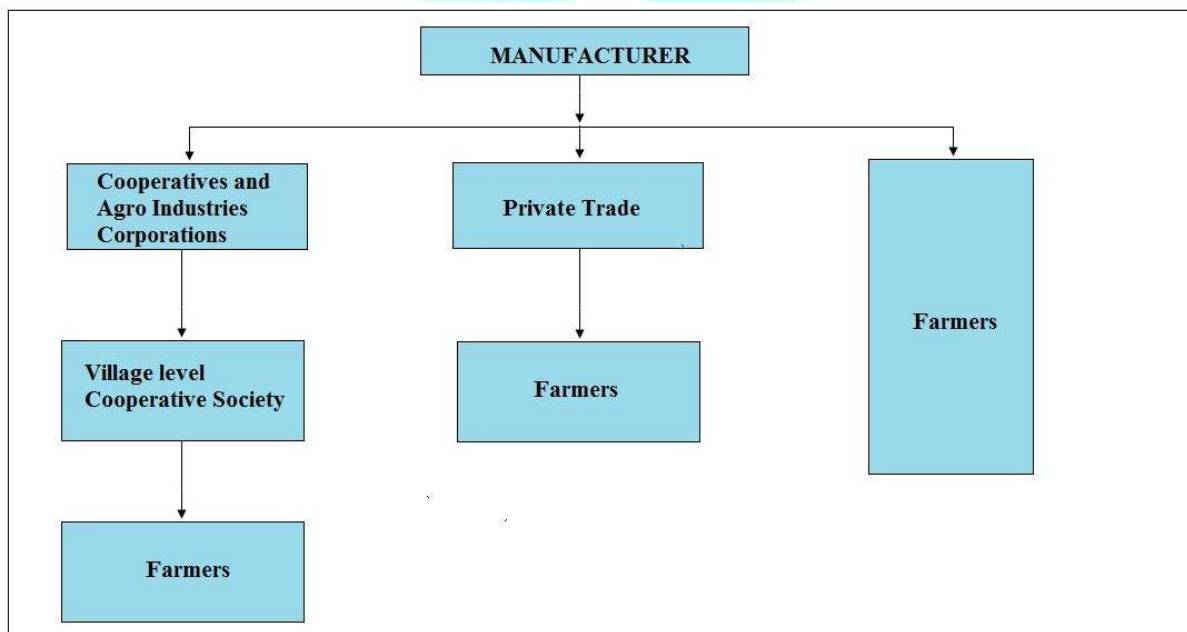 MANUFACTURER
Cooperatives and
Agro Industries
Corporations
Private Trade
Farmers
Village level
Cooperative Society
Farmers
Farmers